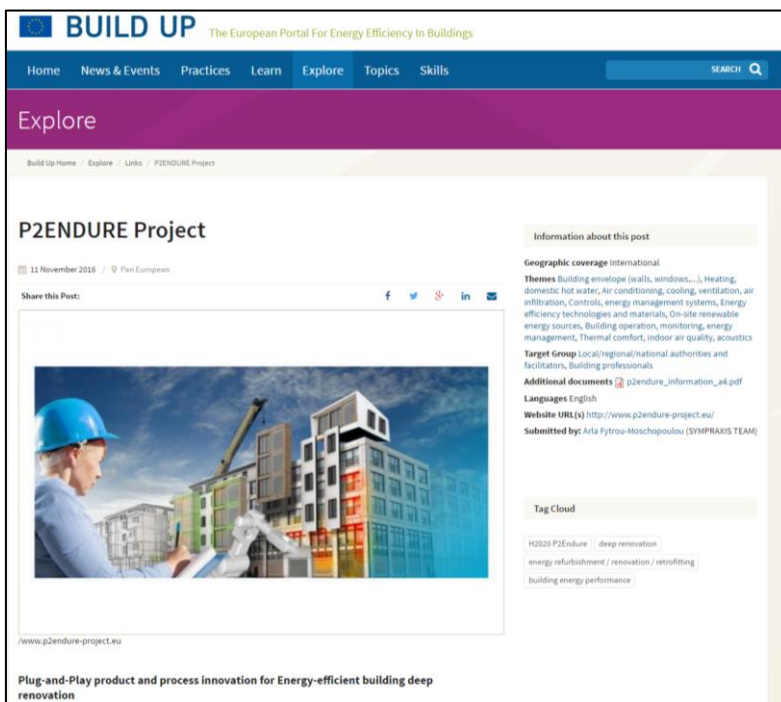 BUILD UP The European Portal For Energy Efficiency In Buildings
Home News & Events Practices Learn Explore Topics Skills SEARCH
Explore
Build Up Home / Explore / Links / P2ENDURE Project
P2ENDURE Project
11 November 2016 / Pan European
Share this Post:
/www.p2endure-project.eu
Plug-and-Play product and process innovation for Energy-efficient building deep
renovation
Information about this post
Geographic coverage International
Themes Building envelope (walls, windows,...), Heating,
domestic hot water, Air conditioning, cooling, ventilation, air
infiltration, Controls, energy management systems, Energy
efficiency technologies and materials, On-site renewable
energy sources, Building operation, monitoring, energy
management, Thermal comfort, indoor air quality, acoustics
Target Group Local/regional/national authorities and
facilitators, Building professionals
Additional documents p2endure_information_a4.pdf
Languages English
Website URL(s) http://www.p2endure-project.eu/
Submitted by: Arla Fytrou-Moschopoulou (SYMPRAXIS TEAM)
Tag Cloud
H2020 P2Endure deep renovation
energy refurbishment / renovation / retrofitting
building energy performance